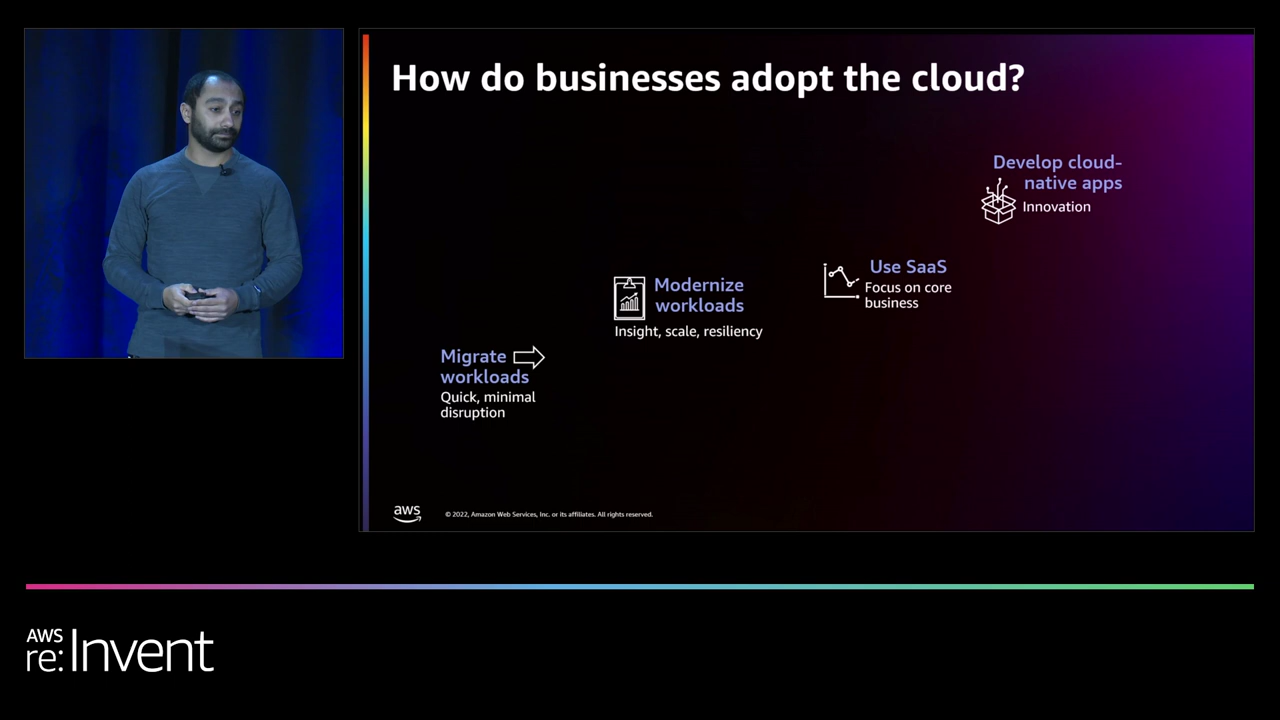 How do businesses adopt the cloud?
Develop cloud-
native apps
Innovation
Use SaaS
Focus on core
business
Modernize
workloads
Insight, scale, resiliency
Migrate
workloads
Quick, minimal
disruption
aws
© 2022, Amazon Web Services, Inc. or its affiliates. All rights reserved.
AWS
re:Invent